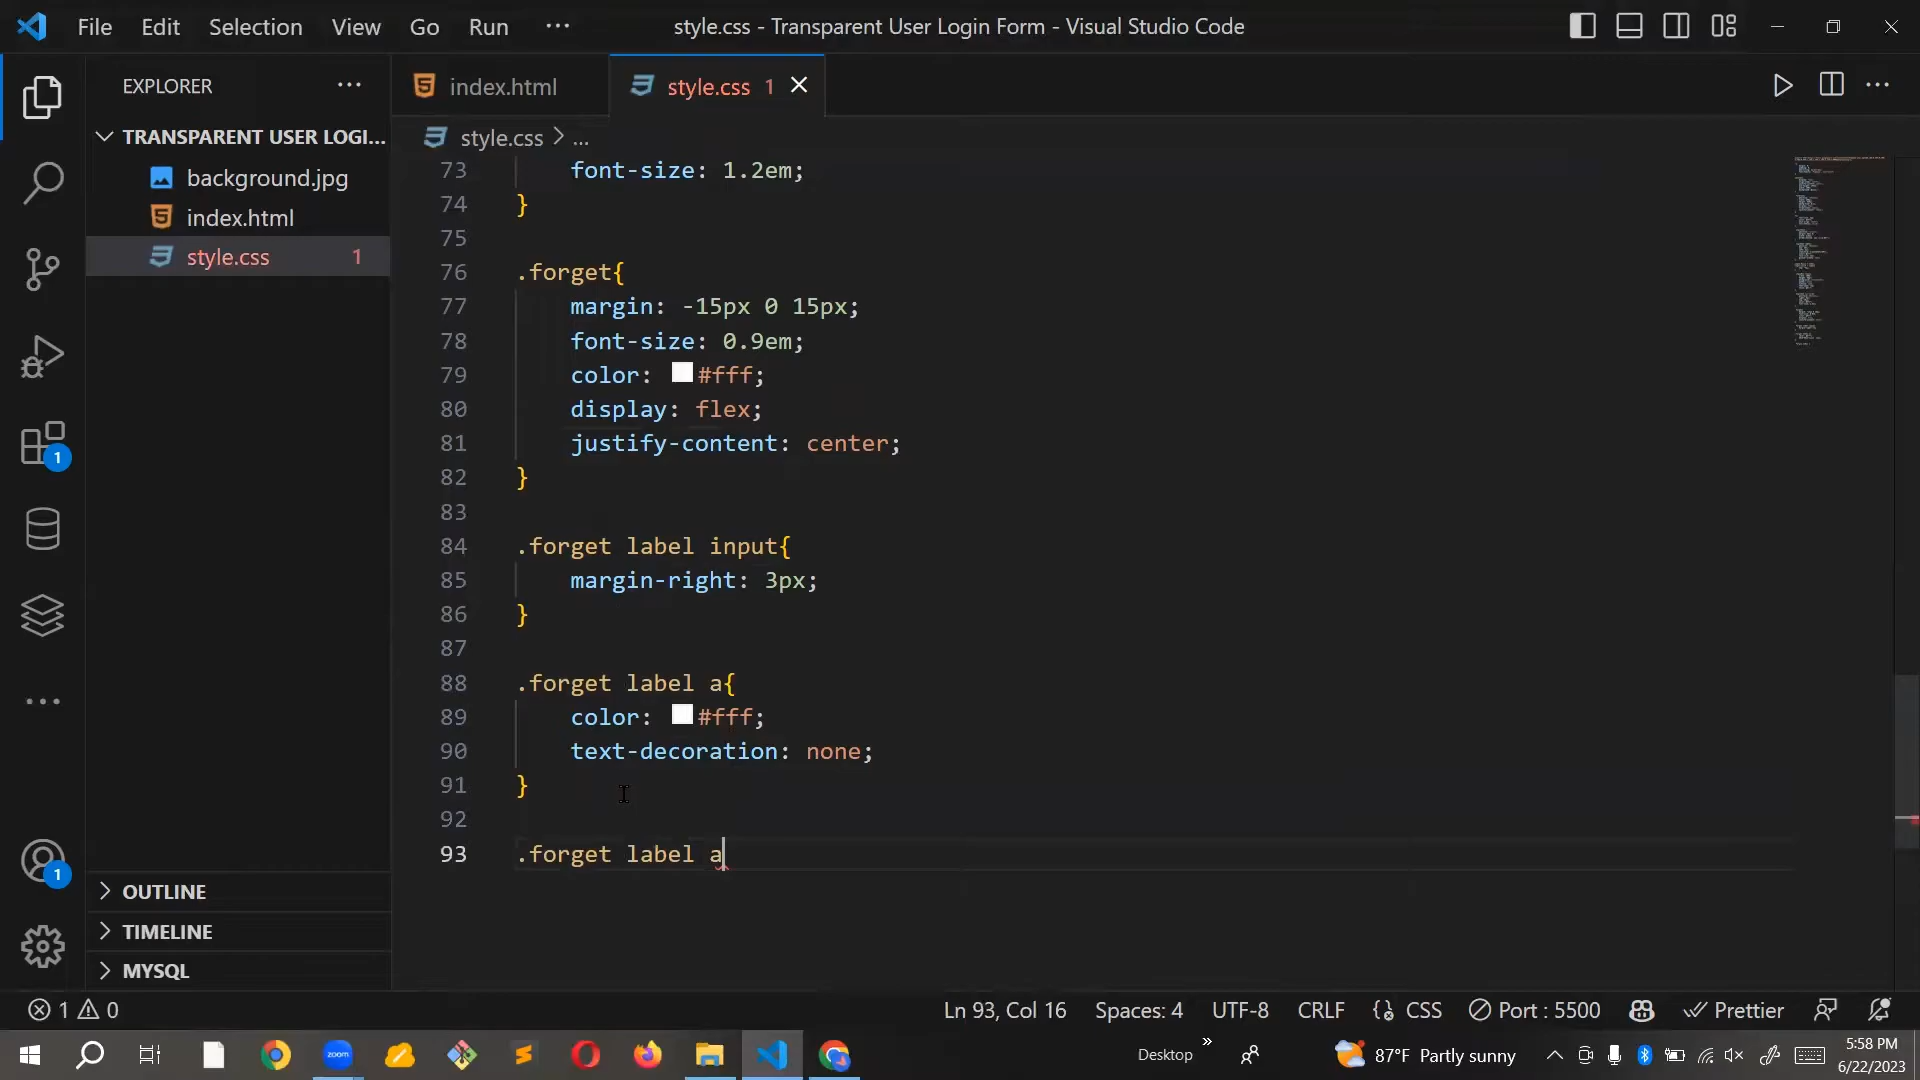 File Edit Selection View Go Run ...
style.css - Transparent User Login Form - Visual Studio Code
EXPLORER ...
TRANSPARENT USER LOGI...
background.jpg
index.html
style.css 1
index.html
style.css 1
style.css > ...
73 font-size: 1.2em;
74 }
75
76 .forget{
77 margin: -15px 0 15px;
78 font-size: 0.9em;
79 color: #fff;
80 display: flex;
81 justify-content: center;
82 }
83
84 .forget label input{
85 margin-right: 3px;
86 }
87
88 .forget label a{
89 color: #fff;
90 text-decoration: none;
91 }
92
93 .forget label a
1
1
OUTLINE
TIMELINE
MYSQL
1 0
Ln 93, Col 16 Spaces: 4 UTF-8 CRLF {} CSS Port : 5500 Prettier
zoom
Desktop »
87°F Partly sunny
5:58 PM
6/22/2023